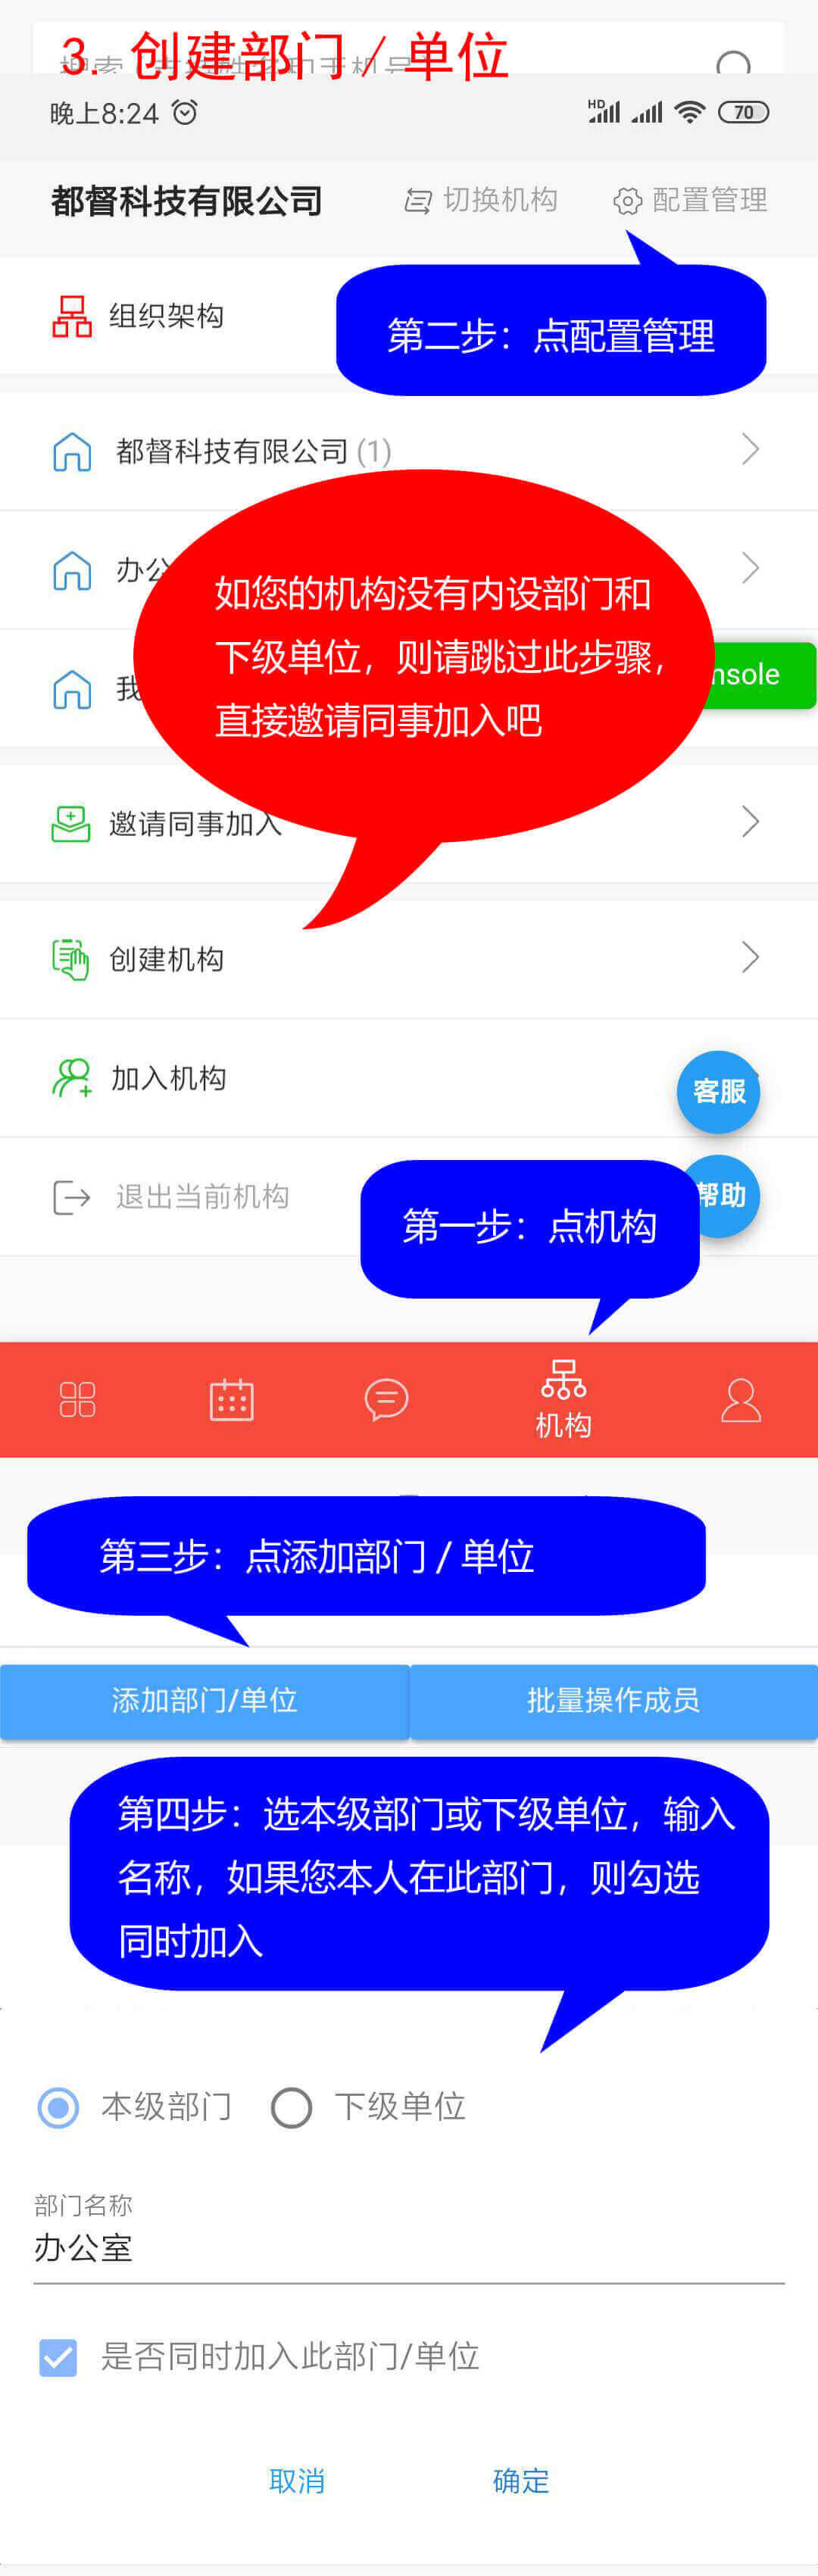 3. 创建部门 / 单位
晚上8:24
HD
70
都督科技有限公司
切换机构
配置管理
组织架构
第二步：点配置管理
都督科技有限公司 (1)
办公
如您的机构没有内设部门和
下级单位，则请跳过此步骤，
直接邀请同事加入吧
我
nsole
邀请同事加入
创建机构
加入机构
客服
退出当前机构
帮助
第一步：点机构
机构
第三步：点添加部门 / 单位
添加部门/单位
批量操作成员
第四步：选本级部门或下级单位，输入
名称，如果您本人在此部门，则勾选
同时加入
本级部门
下级单位
部门名称
办公室
是否同时加入此部门/单位
取消
确定